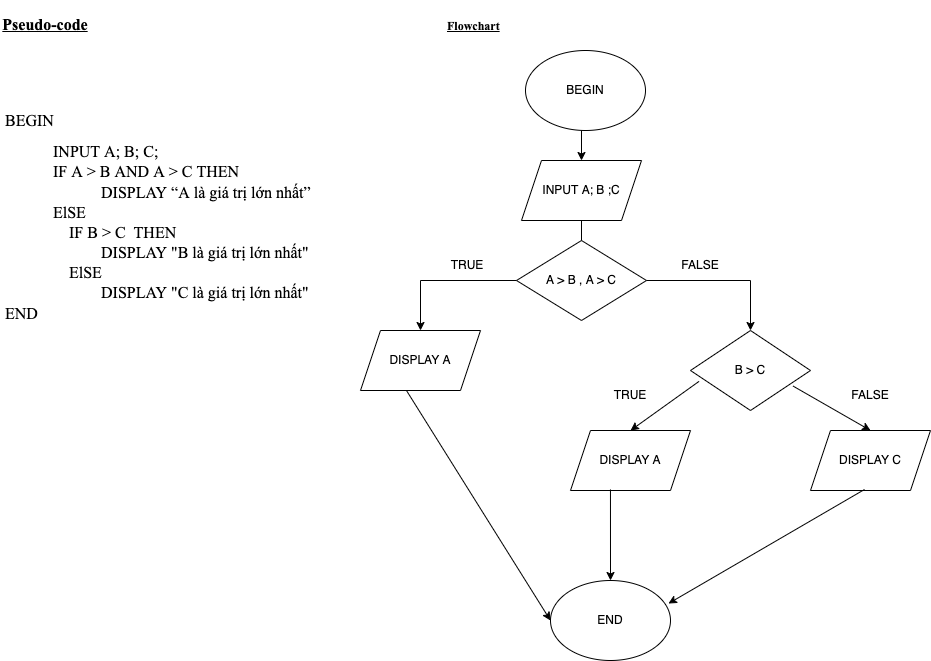 Pseudo-code
Flowchart
BEGIN
INPUT A; B; C;
IF A > B AND A > C THEN
DISPLAY “A là giá trị lớn nhất”
ElSE
IF B > C THEN
DISPLAY "B là giá trị lớn nhất"
ElSE
DISPLAY "C là giá trị lớn nhất"
END
BEGIN
INPUT A; B ;C
A > B , A > C
TRUE
FALSE
DISPLAY A
B > C
TRUE
FALSE
DISPLAY A
DISPLAY C
END